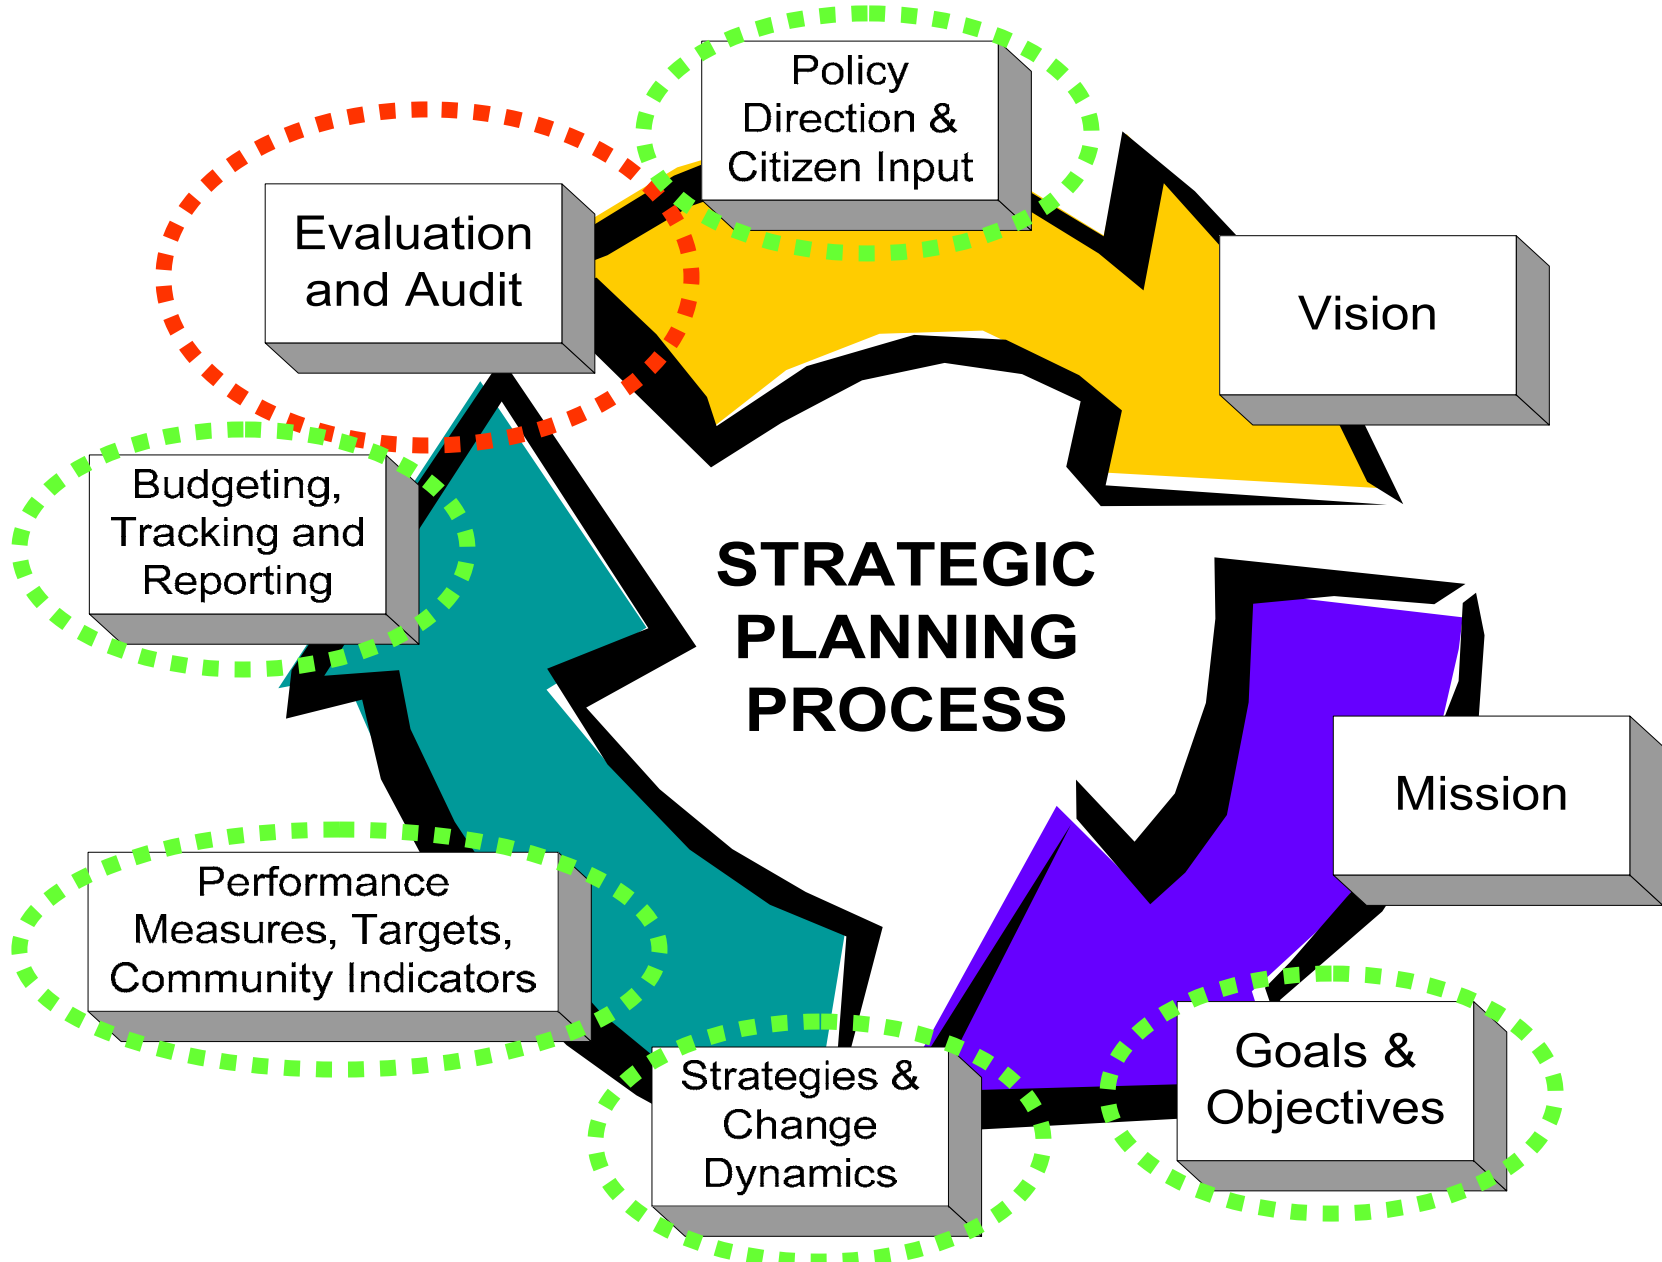 Policy
Direction &
Citizen Input
Evaluation
and Audit
Vision
Budgeting,
Tracking and
Reporting
STRATEGIC
PLANNING
PROCESS
Mission
Performance
Measures, Targets,
Community Indicators
Goals &
Objectives
Strategies &
Change
Dynamics